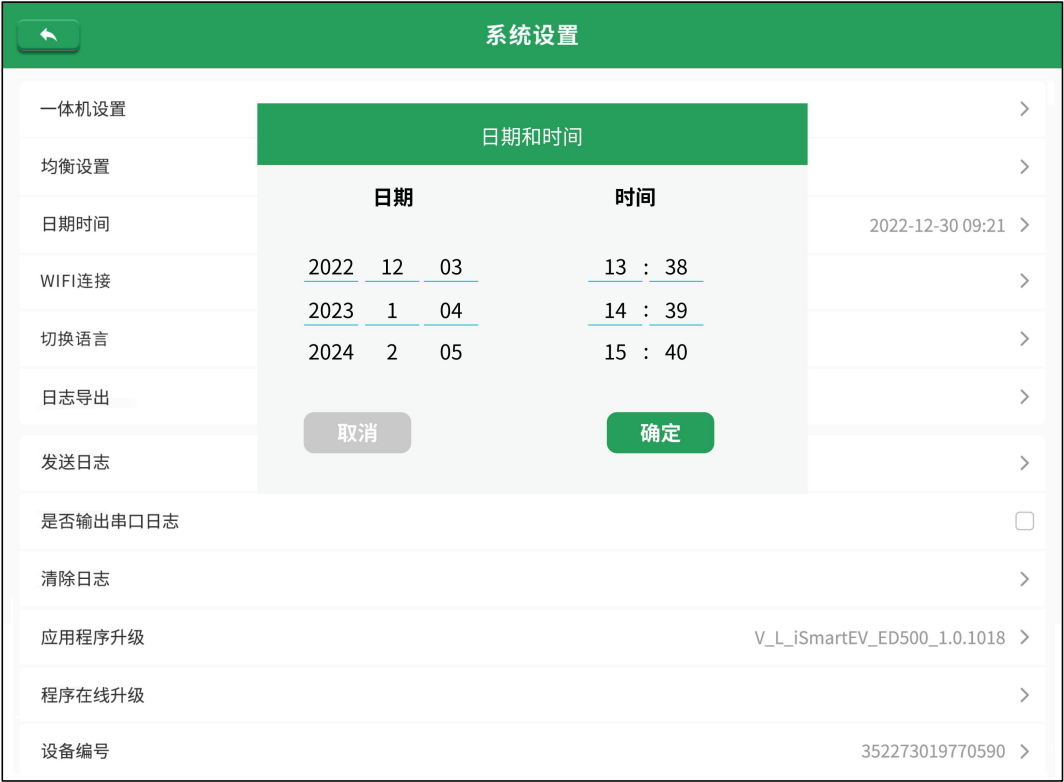 系统设置
一体机设置
日期和时间
均衡设置
日期 时间
日期时间 2022-12-30 09:21
2022 12 03 13 : 38
WIFI连接
2023 1 04 14 : 39
切换语言
2024 2 05 15 : 40
日志导出
取消 确定
发送日志
是否输出串口日志
清除日志
应用程序升级 V_L_iSmartEV_ED500_1.0.1018
程序在线升级
设备编号 352273019770590